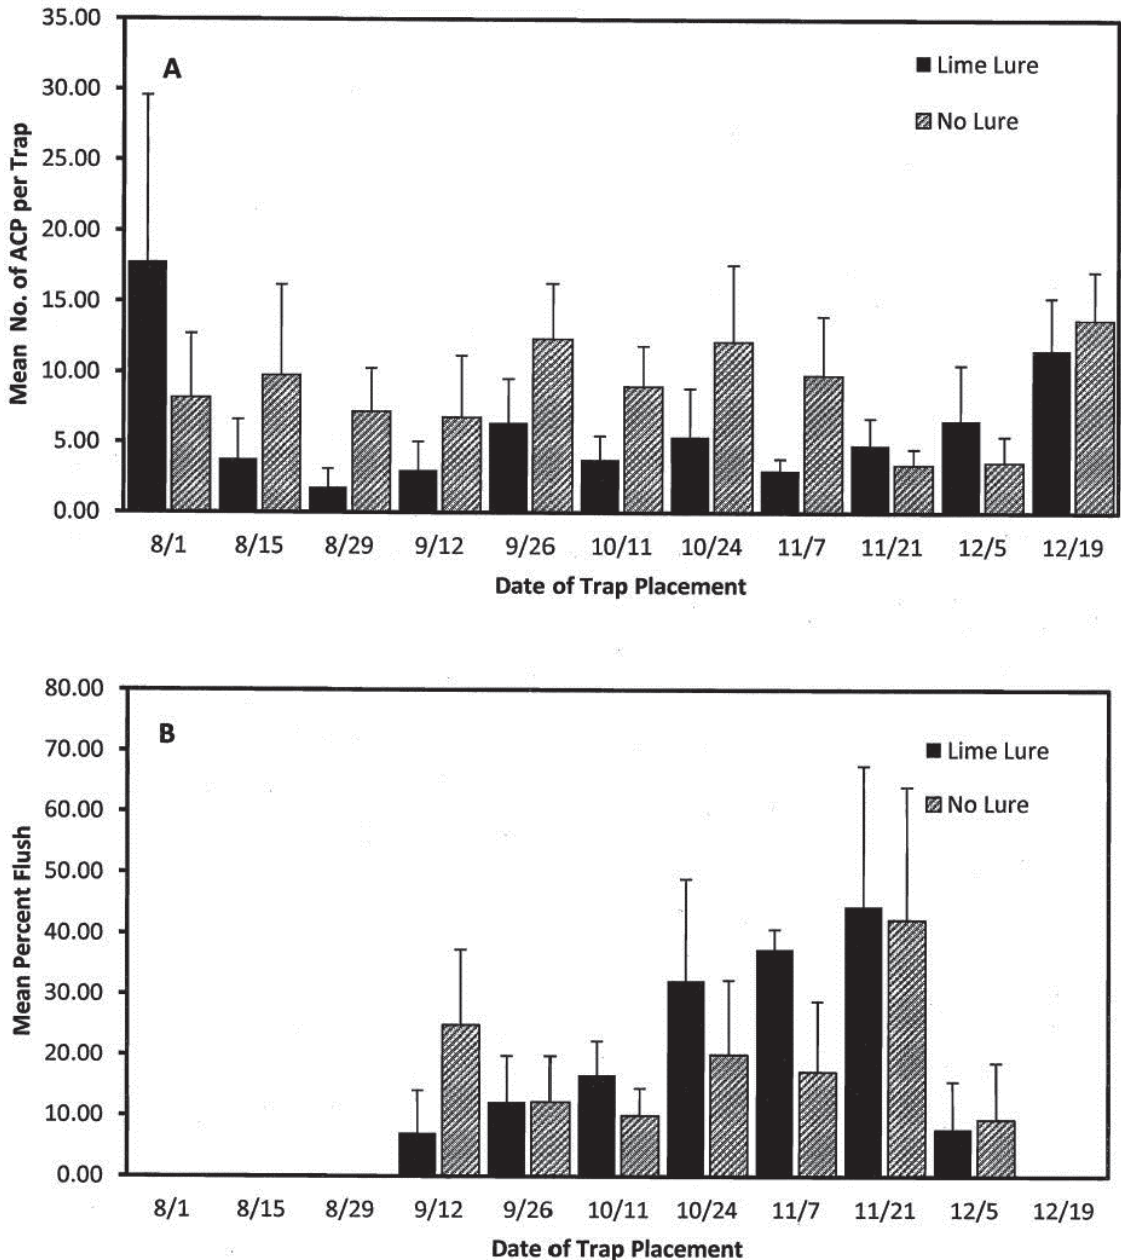 35.00
30.00
25.00
20.00
15.00
10.00
5.00
0.00
Mean No. of ACP per Trap
A
Lime Lure
No Lure
8/1 8/15 8/29 9/12 9/26 10/11 10/24 11/7 11/21 12/5 12/19
Date of Trap Placement
80.00
70.00
60.00
50.00
40.00
30.00
20.00
10.00
0.00
Mean Percent Flush
B
Lime Lure
No Lure
8/1 8/15 8/29 9/12 9/26 10/11 10/24 11/7 11/21 12/5 12/19
Date of Trap Placement